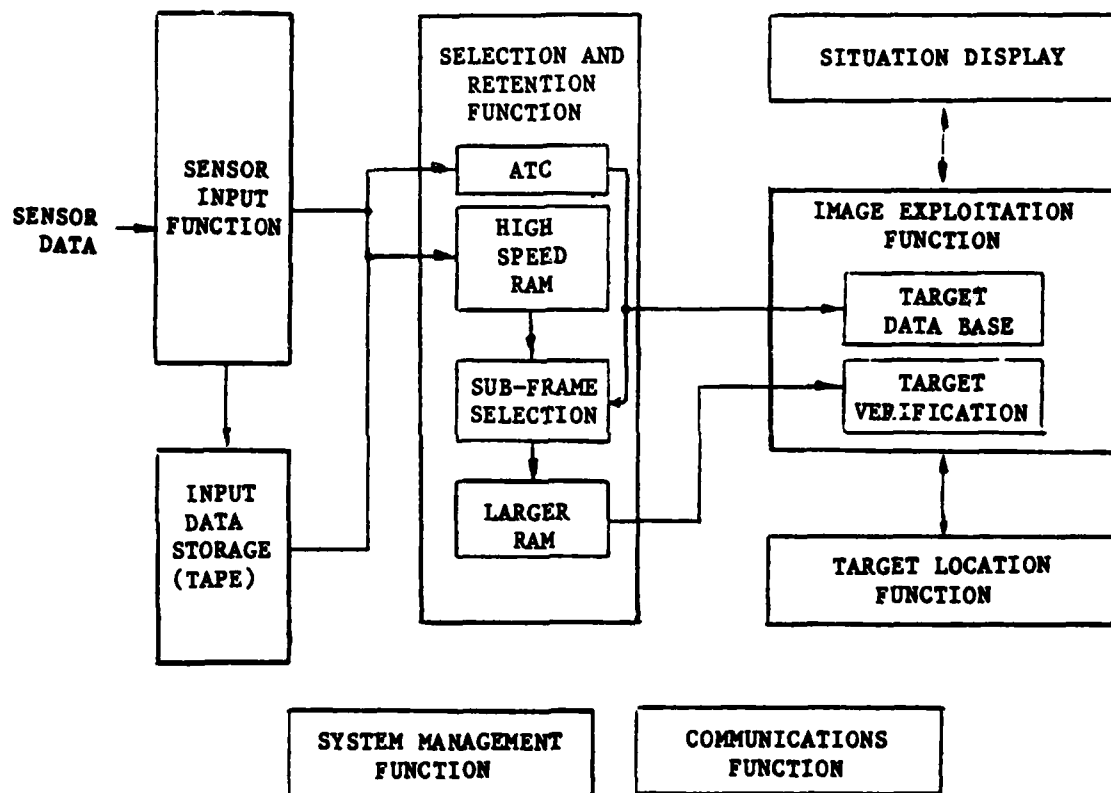 SENSOR
DATA
SENSOR
INPUT
FUNCTION
INPUT
DATA
STORAGE
(TAPE)
SELECTION AND
RETENTION
FUNCTION
ATC
HIGH
SPEED
RAM
SUB-FRAME
SELECTION
LARGER
RAM
SITUATION DISPLAY
IMAGE EXPLOITATION
FUNCTION
TARGET
DATA BASE
TARGET
VERIFICATION
TARGET LOCATION
FUNCTION
SYSTEM MANAGEMENT
FUNCTION
COMMUNICATIONS
FUNCTION